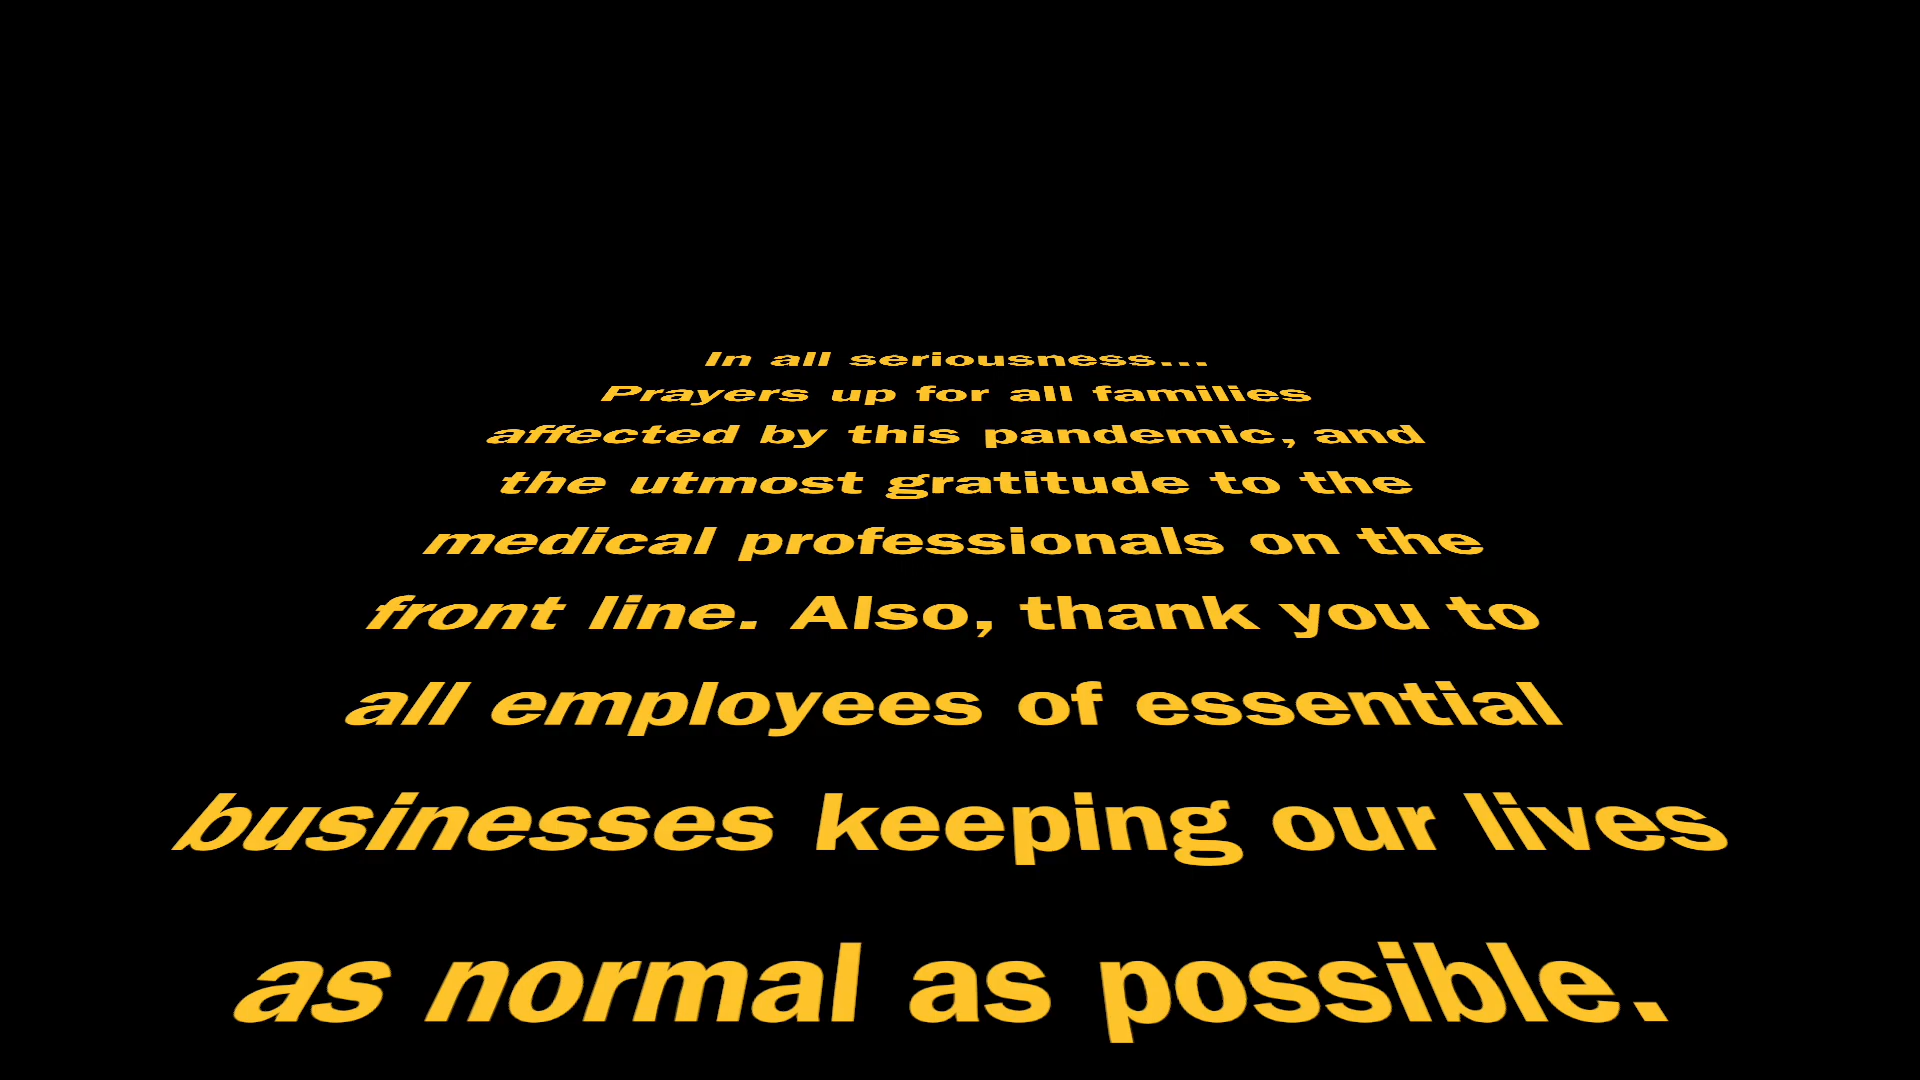 In all seriousness...
Prayers up for all families
affected by this pandemic, and
the utmost gratitude to the
medical professionals on the
front line. Also, thank you to
all employees of essential
businesses keeping our lives
as normal as possible.